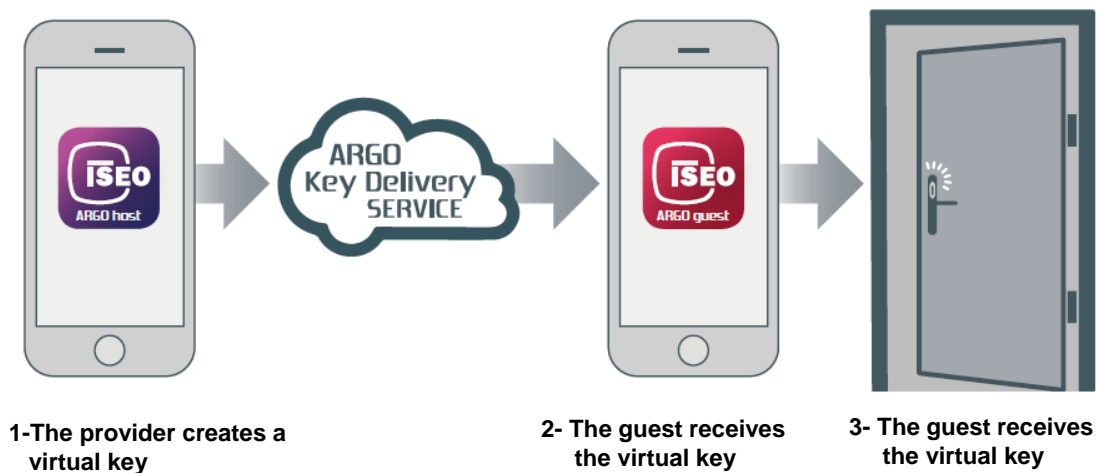 ISEO
ARGO host
ARGO
Key Delivery
SERVICE
ISEO
ARGO guest
1-The provider creates a
virtual key
2- The guest receives
the virtual key
3- The guest receives
the virtual key